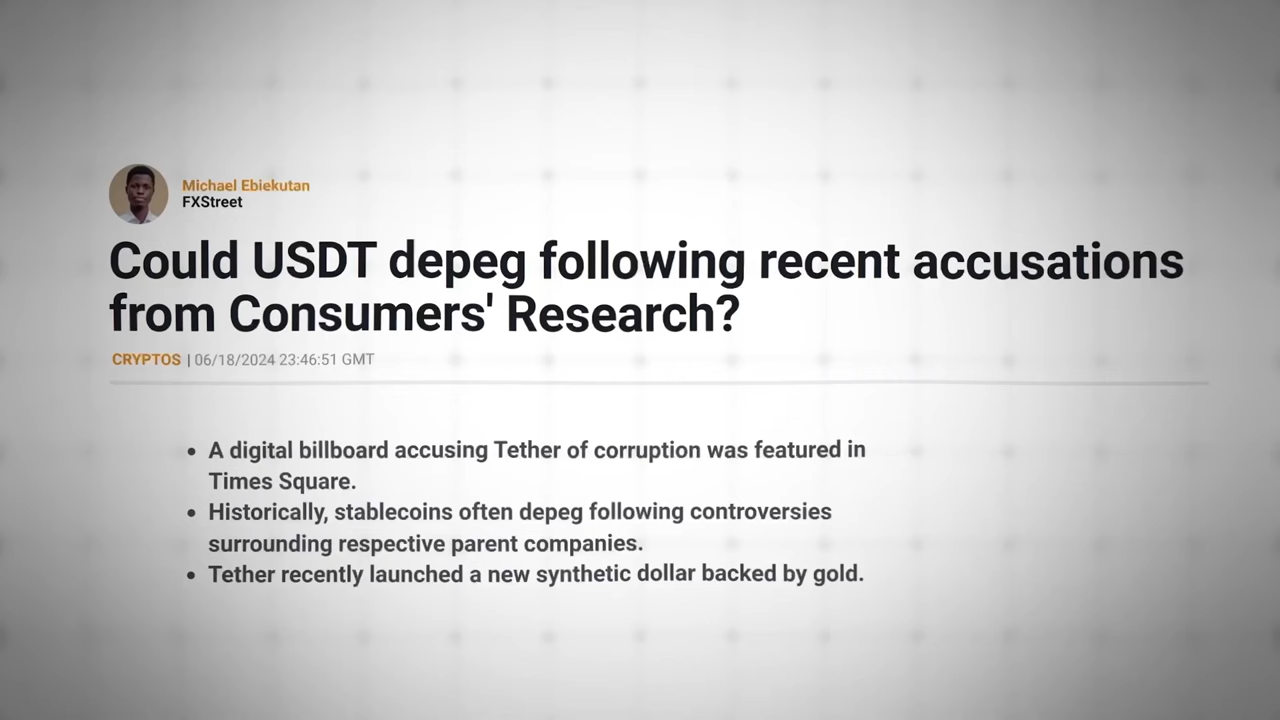 Michael Ebiekutan
FXStreet
Could USDT depeg following recent accusations
from Consumers' Research?
CRYPTOS | 06/18/2024 23:46:51 GMT
• A digital billboard accusing Tether of corruption was featured in
Times Square.
• Historically, stablecoins often depeg following controversies
surrounding respective parent companies.
• Tether recently launched a new synthetic dollar backed by gold.